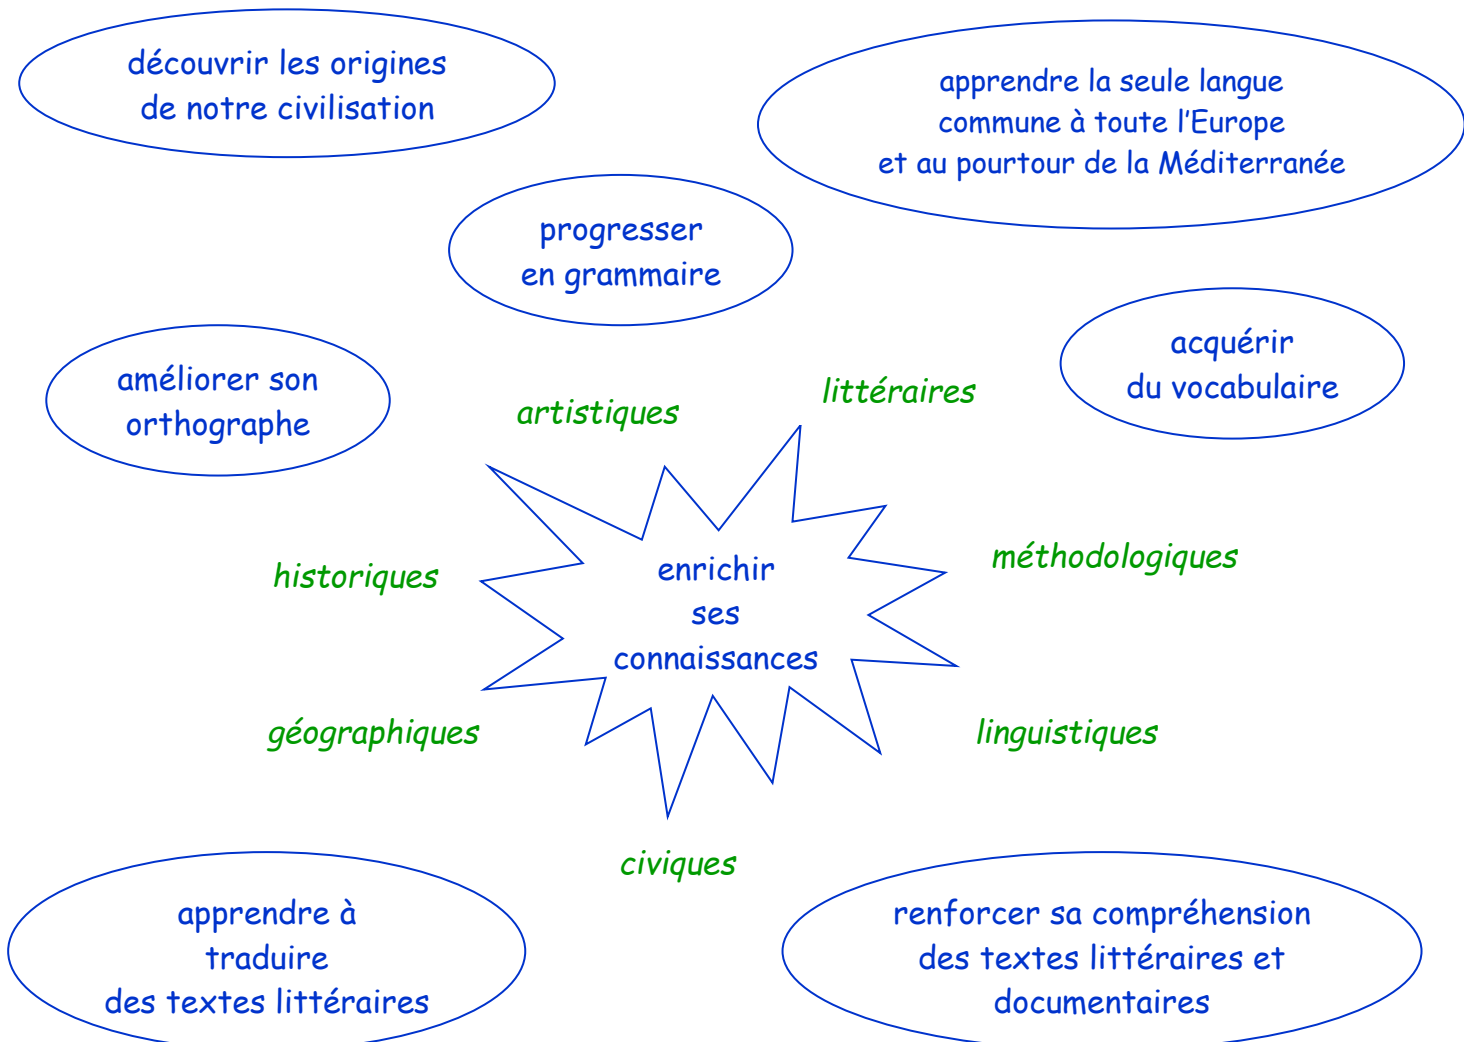 découvrir les origines
de notre civilisation
apprendre la seule langue
commune à toute l'Europe
et au pourtour de la Méditerranée
progresser
en grammaire
acquérir
du vocabulaire
améliorer son
orthographe
artistiques
littéraires
historiques
méthodologiques
enrichir
ses
connaissances
géographiques
linguistiques
civiques
apprendre à
traduire
des textes littéraires
renforcer sa compréhension
des textes littéraires et
documentaires